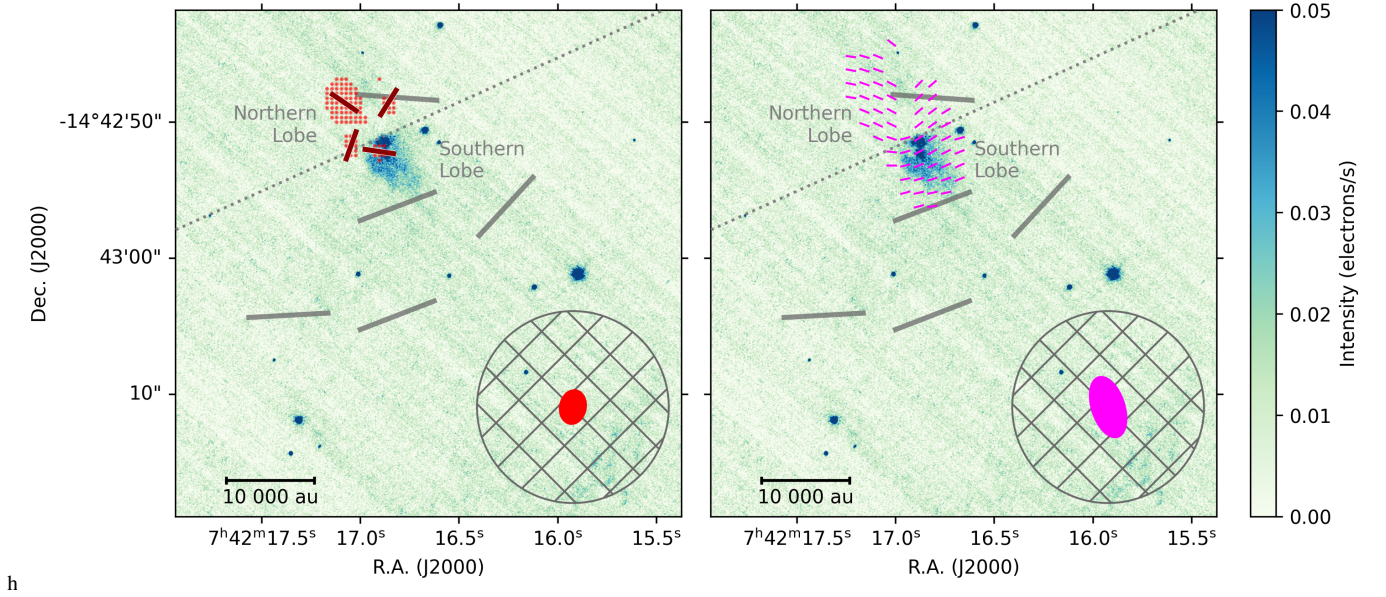 Northern
Lobe
Southern
Lobe
Northern
Lobe
Southern
Lobe
-14°42'50"
43'00"
10"
Dec. (J2000)
10 000 au
10 000 au
7ʰ42ᵐ17.5ˢ 17.0ˢ 16.5ˢ 16.0ˢ 15.5ˢ
7ʰ42ᵐ17.5ˢ 17.0ˢ 16.5ˢ 16.0ˢ 15.5ˢ
R.A. (J2000)
R.A. (J2000)
0.05
0.04
0.03
0.02
0.01
0.00
Intensity (electrons/s)
h